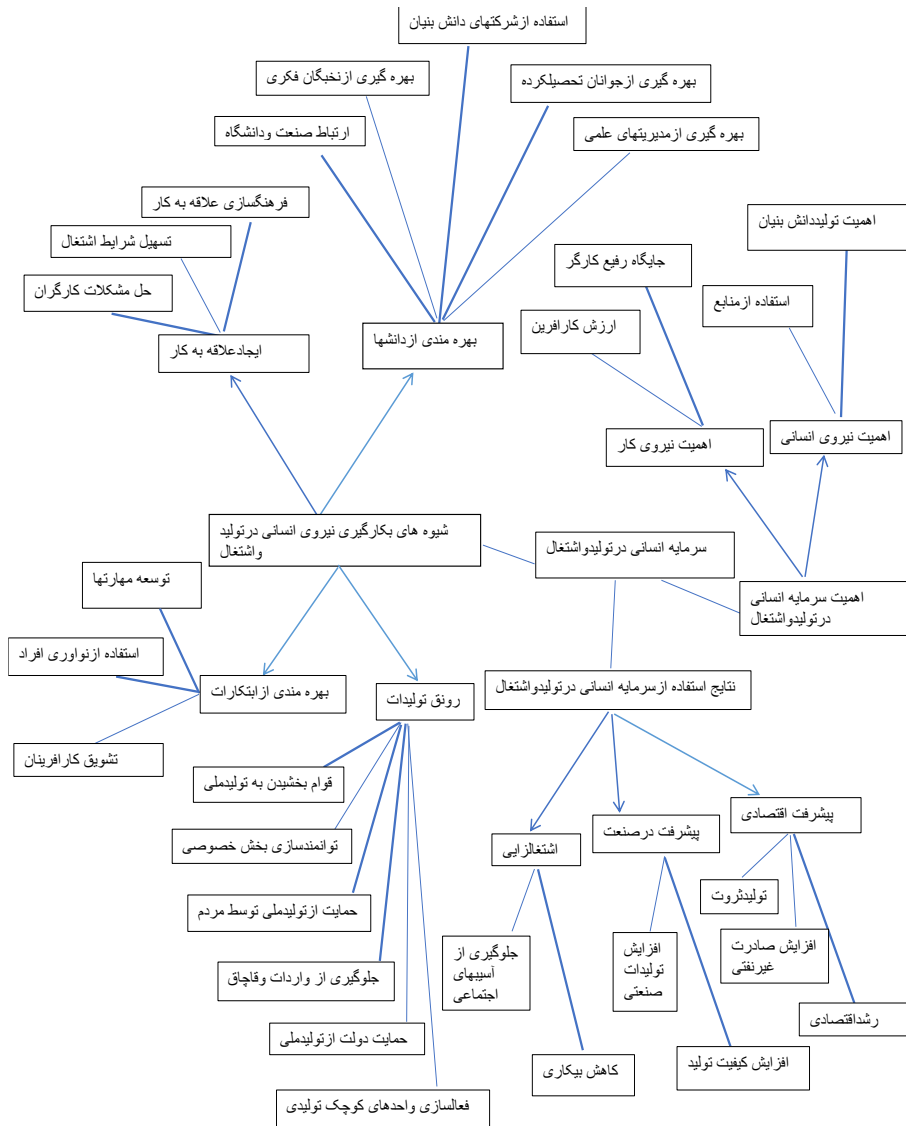 استفاده ازشرکتهای دانش بنیان
بهره گیری ازنخبگان فکری
بهره گیری ازجوانان تحصیلکرده
ارتباط صنعت ودانشگاه
بهره گیری ازمدیریتهای علمی
فرهنگسازی علاقه به کار
اهمیت تولیددانش بنیان
تسهیل شرایط اشتغال
جایگاه رفیع کارگر
حل مشکلات کارگران
استفاده ازمنابع
ارزش کارافرین
بهره مندی ازدانشها
ایجادعلاقه به کار
اهمیت نیروی انسانی
اهمیت نیروی کار
شیوه های بکارگیری نیروی انسانی درتولید
واشتغال
سرمایه انسانی درتولیدواشتغال
اهمیت سرمایه انسانی
درتولیدواشتغال
توسعه مهارتها
استفاده ازنواوری افراد
بهره مندی ازابتکارات
رونق تولیدات
نتایج استفاده ازسرمایه انسانی درتولیدواشتغال
تشویق کارافرینان
قوام بخشیدن به تولیدملی
پیشرفت اقتصادی
پیشرفت درصنعت
اشتغالزایی
توانمندسازی بخش خصوصی
تولیدثروت
حمایت ازتولیدملی توسط مردم
افزایش صادرت
غیرنفتی
افزایش
تولیدات
صنعتی
جلوگیری از
آسیبهای
اجتماعی
جلوگیری از واردات وقاچاق
رشداقتصادی
حمایت دولت ازتولیدملی
افزایش کیفیت تولید
کاهش بیکاری
فعالسازی واحدهای کوچک تولیدی